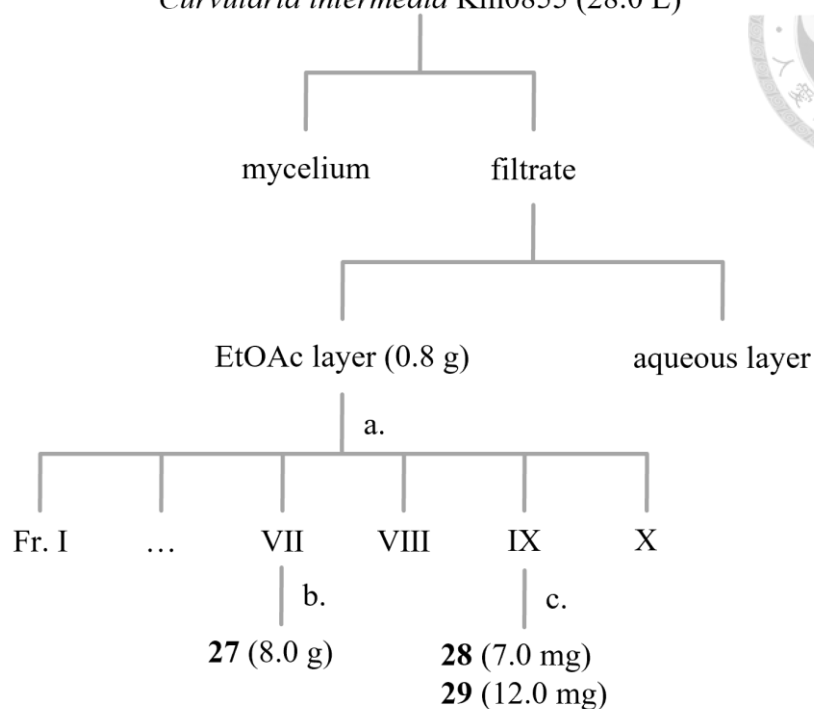 Curvularia intermedia (28.0 L)
mycelium filtrate
EtOAc layer (0.8 g) aqueous layer
a.
Fr. I … VII VIII IX X
b. c.
27 (8.0 g) 28 (7.0 mg)
29 (12.0 mg)